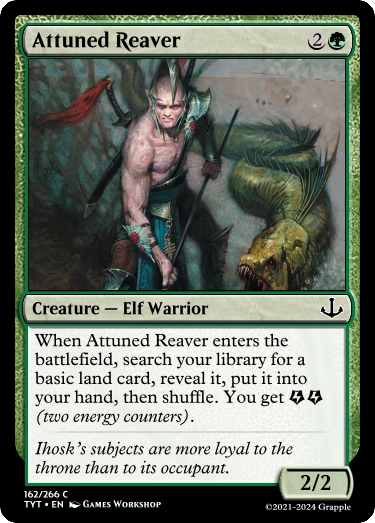 Attuned Reaver 2
Creature — Elf Warrior
When Attuned Reaver enters the
battlefield, search your library for a
basic land card, reveal it, put it into
your hand, then shuffle. You get
(two energy counters).
Ihosk's subjects are more loyal to the
throne than to its occupant.
2/2
162/266 C
TYT • EN Games Workshop
©2021-2024 Grapple